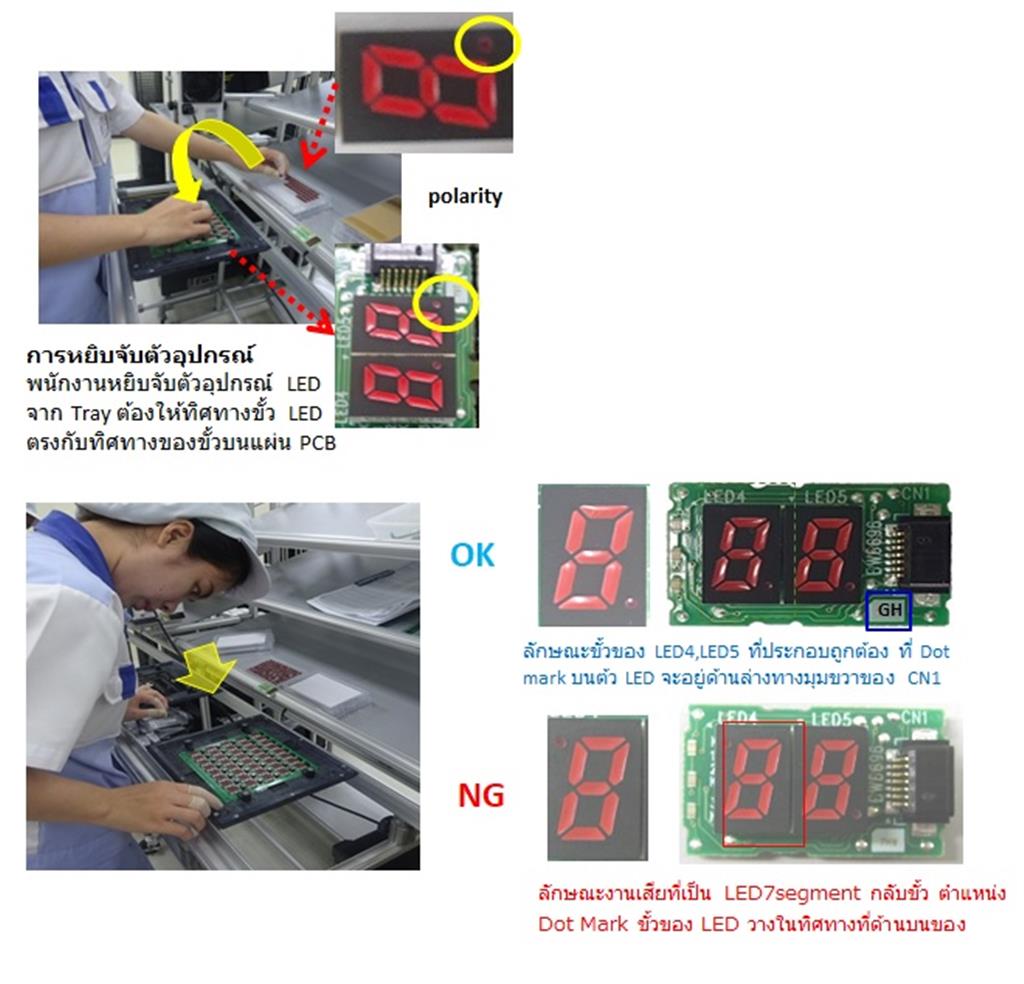 polarity
LED5
LED4
การหยิบจับตัวอุปกรณ์
พนักงานหยิบจับตัวอุปกรณ์ LED
จาก Tray ต้องให้ทิศทางขั้ว LED
ตรงกับทิศทางของขั้วบนแผ่น PCB
OK
LED4 LED5 CN1
CW6696
GH
ลักษณะขั้วของ LED4,LED5 ที่ประกอบถูกต้อง ที่ Dot
mark บนตัว LED จะอยู่ด้านล่างทางมุมขวาของ CN1
NG
LED4 LED5 CN1
CW6696
ลักษณะงานเสียที่เป็น LED7segment กลับขั้ว ตำแหน่ง
Dot Mark ขั้วของ LED วางในทิศทางที่ด้านบนของ